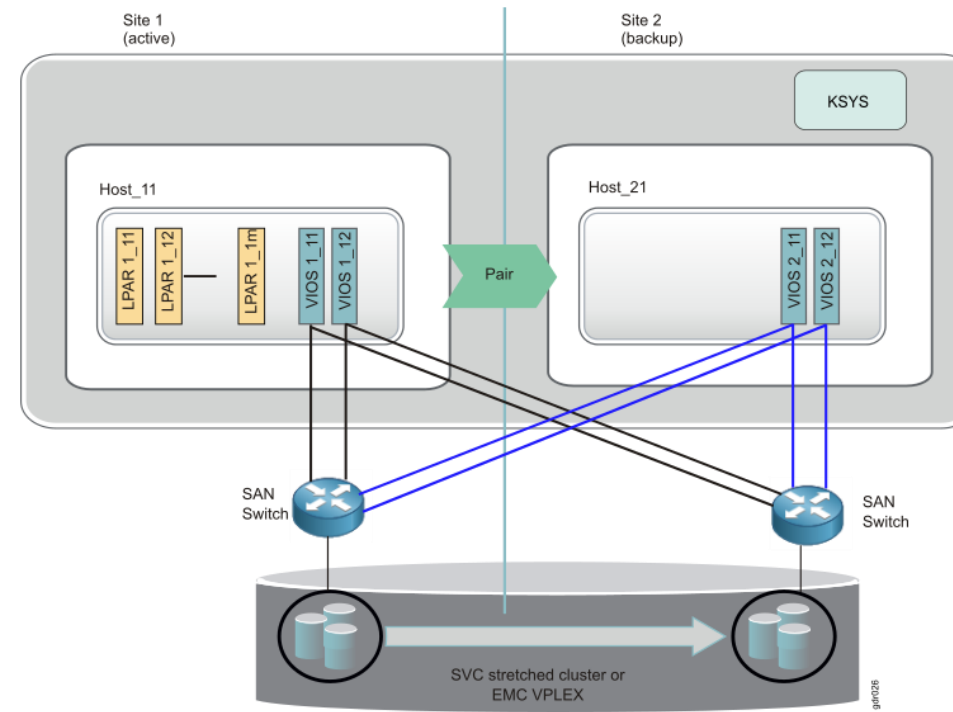 Site 1
(active)
Site 2
(backup)
KSYS
Host_11
Host_21
LPAR 1_11
LPAR 1_12
LPAR 1_1m
VIOS 1_11
VIOS 1_12
Pair
VIOS 2_11
VIOS 2_12
SAN
Switch
SAN
Switch
SVC stretched cluster or
EMC VPLEX
gdr026